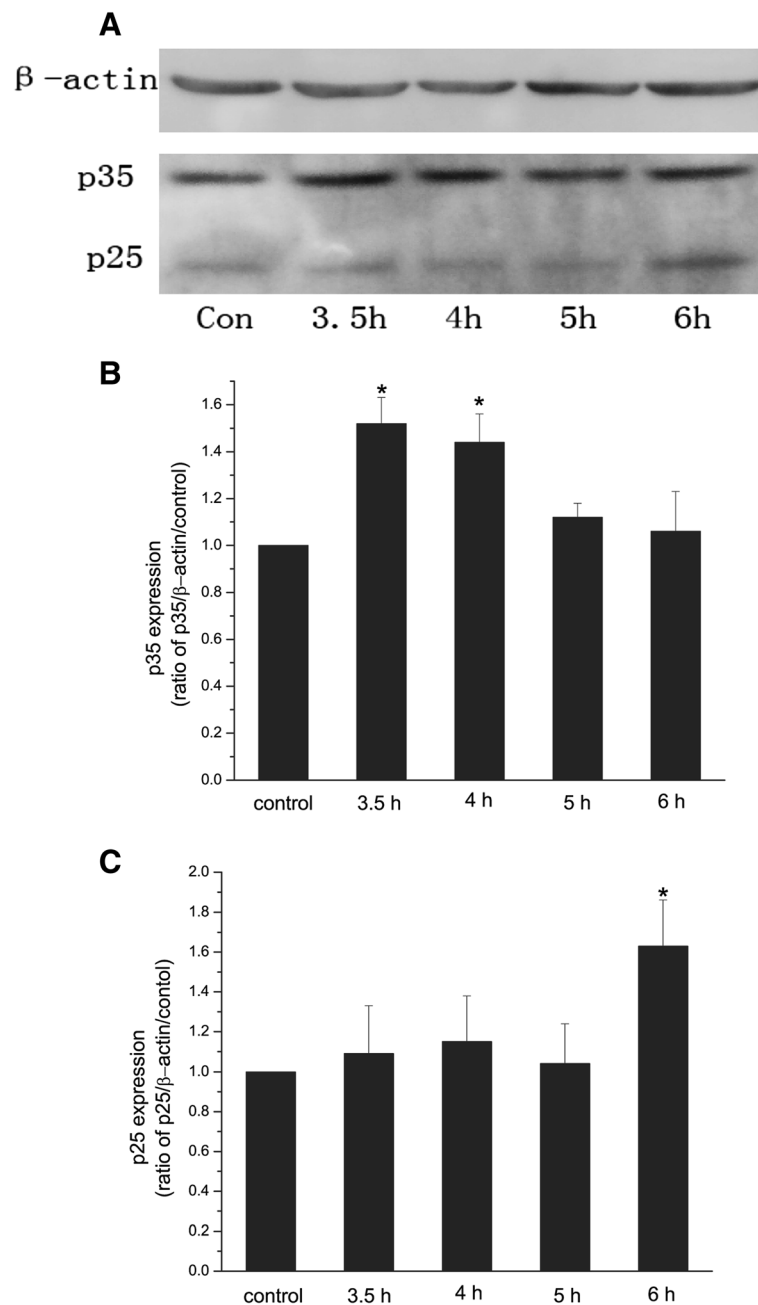 A
β-actin
p35
p25
Con 3.5h 4h 5h 6h
B
p35 expression
(ratio of p35/β–actin/control)
1.6
1.4
1.2
1.0
0.8
0.6
0.4
0.2
0.0
* *
control 3.5 h 4 h 5 h 6 h
C
p25 expression
(ratio of p25/β–actin/contol)
2.0
1.8
1.6
1.4
1.2
1.0
0.8
0.6
0.4
0.2
0.0
*
control 3.5 h 4 h 5 h 6 h